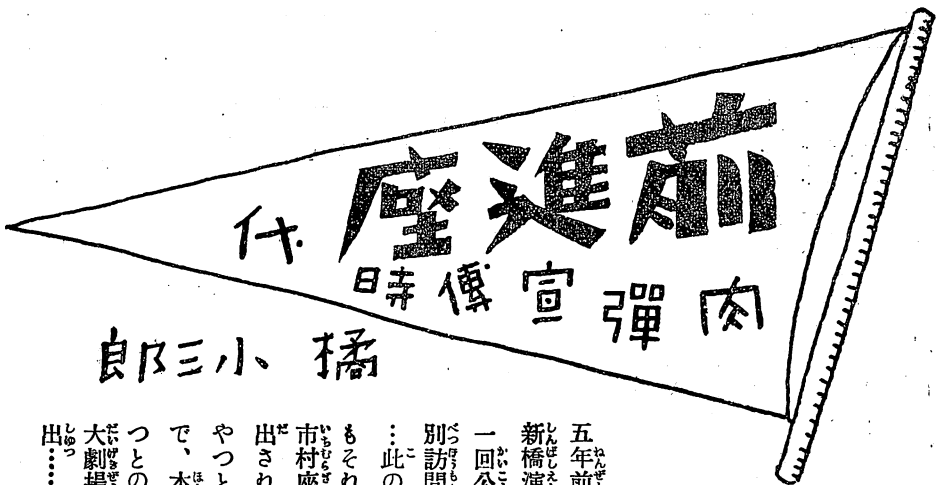 前進座
肉彈宣傳時代
橘小三郎
五年前
新橋演
一回公
別訪問
…此の
もそれ
市村座
出され
やつと
で、本
つとの
大劇場
出……